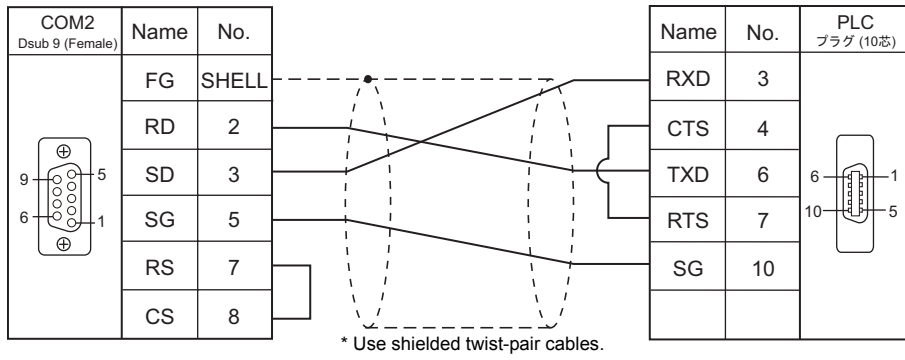 COM2
Dsub 9 (Female)
Name
No.
FG
SHELL
RD
2
SD
3
SG
5
RS
7
CS
8
9
5
6
1
Name
No.
PLC
プラグ (10芯)
RXD
3
CTS
4
TXD
6
RTS
7
SG
10
6
1
10
5
* Use shielded twist-pair cables.